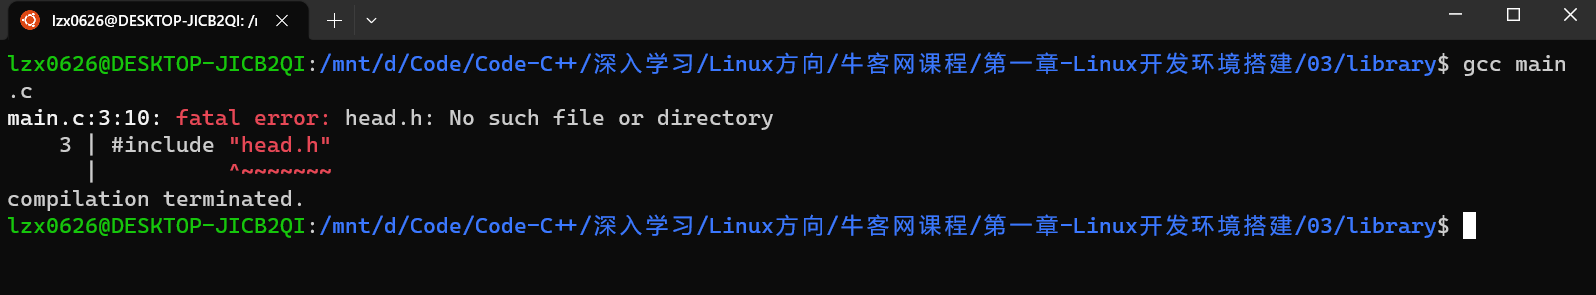 lzx0626@DESKTOP-JICB2QI: /ı
lzx0626@DESKTOP-JICB2QI:/mnt/d/Code/Code-C++/深入学习/Linux方向/牛客网课程/第一章-Linux开发环境搭建/03/library$ gcc main
.c
main.c:3:10: fatal error: head.h: No such file or directory
3 | #include "head.h"
| ^~~~~~~~
compilation terminated.
lzx0626@DESKTOP-JICB2QI:/mnt/d/Code/Code-C++/深入学习/Linux方向/牛客网课程/第一章-Linux开发环境搭建/03/library$